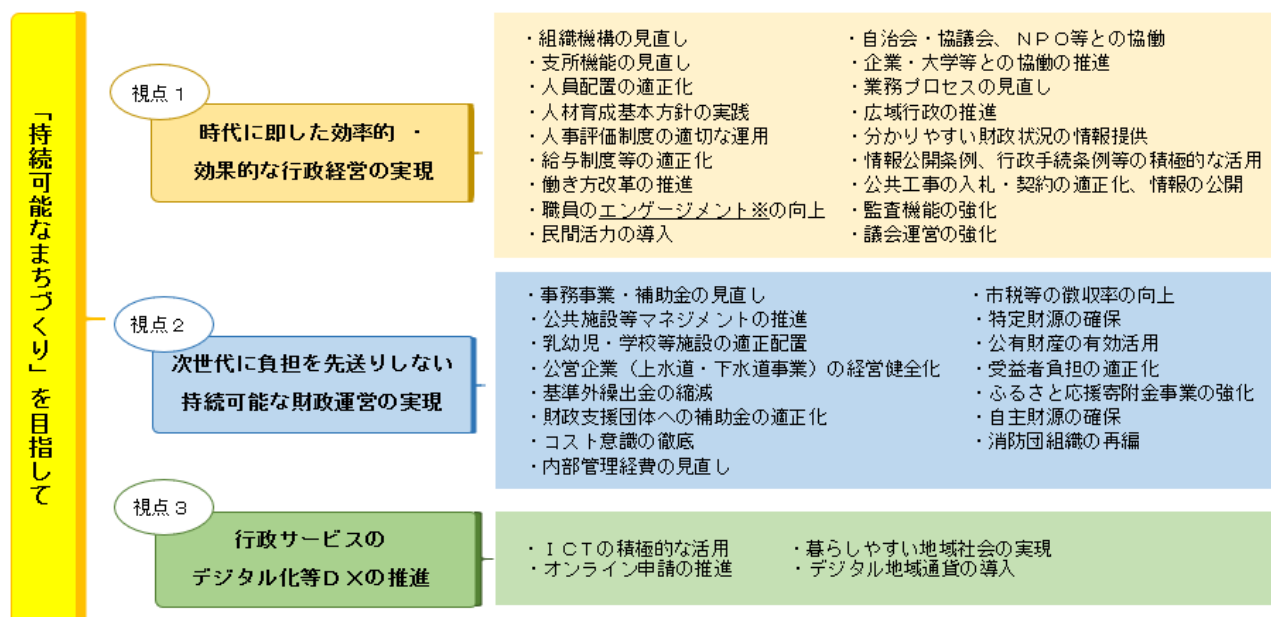 「持続可能なまちづくり」を目指して
視点1
時代に即した効率的 ・
効果的な行政経営の実現
・組織機構の見直し
・支所機能の見直し
・人員配置の適正化
・人材育成基本方針の実践
・人事評価制度の適切な運用
・給与制度等の適正化
・働き方改革の推進
・職員のエンゲージメント※の向上
・民間活力の導入
・自治会・協議会、ＮＰＯ等との協働
・企業・大学等との協働の推進
・業務プロセスの見直し
・広域行政の推進
・分かりやすい財政状況の情報提供
・情報公開条例、行政手続条例等の積極的な活用
・公共工事の入札・契約の適正化、情報の公開
・監査機能の強化
・議会運営の強化
視点2
次世代に負担を先送りしない
持続可能な財政運営の実現
・事務事業・補助金の見直し
・公共施設等マネジメントの推進
・乳幼児・学校等施設の適正配置
・公営企業（上水道・下水道事業）の経営健全化
・基準外繰出金の縮減
・財政支援団体への補助金の適正化
・コスト意識の徹底
・内部管理経費の見直し
・市税等の徴収率の向上
・特定財源の確保
・公有財産の有効活用
・受益者負担の適正化
・ふるさと応援寄附金事業の強化
・自主財源の確保
・消防団組織の再編
視点3
行政サービスの
デジタル化等ＤＸの推進
・ＩＣＴの積極的な活用
・オンライン申請の推進
・暮らしやすい地域社会の実現
・デジタル地域通貨の導入